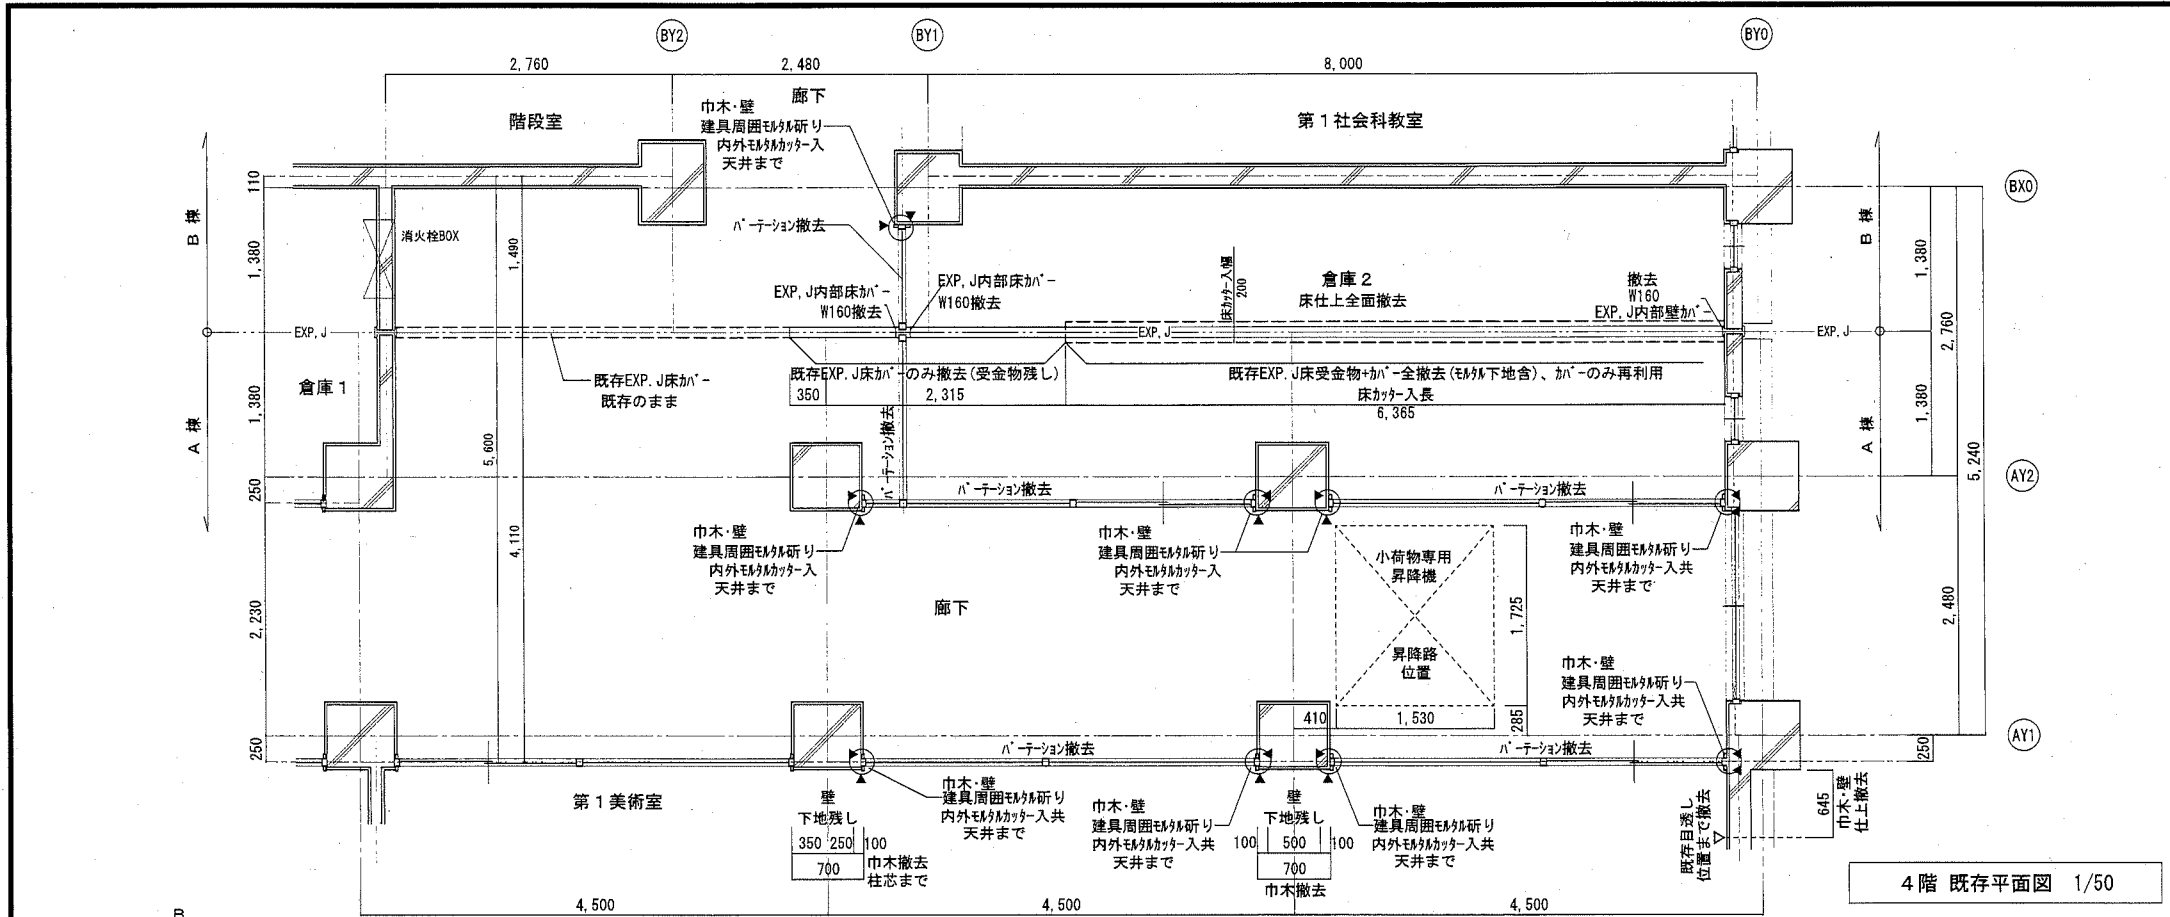 BY2
BY1
BY0
2,760
2,480
8,000
階段室
廊下
第1社会科教室
巾木・壁
建具周囲ﾓﾙﾀﾙ斫り
内外ﾓﾙﾀﾙｶｯﾀｰ入
天井まで
BX0
110
B棟
1,380
消火栓BOX
1,490
ﾊﾟｰﾃｰション撤去
EXP,J内部床ｶﾊﾞｰ
W160撤去
EXP,J内部床ｶﾊﾞｰ
W160撤去
床ｶｯﾀｰ入幅
200
倉庫2
床仕上全面撤去
撤去
W160
EXP,J内部壁ｶﾊﾞｰ
B棟
1,380
EXP,J
EXP,J
EXP,J
2,760
倉庫1
既存EXP,J床ｶﾊﾞｰ
既存のまま
既存EXP,J床ｶﾊﾞｰのみ撤去(受金物残し)
350
2,315
既存EXP,J床受金物+ｶﾊﾞｰ全撤去(ﾓﾙﾀﾙ下地含)、ｶﾊﾞｰのみ再利用
床ｶｯﾀｰ入長
6,365
A棟
1,380
5,600
ﾊﾟｰﾃｰション撤去
A棟
1,380
5,240
250
AY2
ﾊﾟｰﾃｰション撤去
ﾊﾟｰﾃｰション撤去
4,110
巾木・壁
建具周囲ﾓﾙﾀﾙ斫り
内外ﾓﾙﾀﾙｶｯﾀｰ入
天井まで
巾木・壁
建具周囲ﾓﾙﾀﾙ斫り
内外ﾓﾙﾀﾙｶｯﾀｰ入
天井まで
小荷物専用
昇降機
昇降路
位置
1,725
巾木・壁
建具周囲ﾓﾙﾀﾙ斫り
内外ﾓﾙﾀﾙｶｯﾀｰ入共
天井まで
2,230
廊下
2,480
巾木・壁
建具周囲ﾓﾙﾀﾙ斫り
内外ﾓﾙﾀﾙｶｯﾀｰ入共
天井まで
410
1,530
285
250
AY1
250
ﾊﾟｰﾃｰション撤去
ﾊﾟｰﾃｰション撤去
第1美術室
壁
下地残し
350 250 100
700
巾木撤去
柱芯まで
巾木・壁
建具周囲ﾓﾙﾀﾙ斫り
内外ﾓﾙﾀﾙｶｯﾀｰ入共
天井まで
巾木・壁
建具周囲ﾓﾙﾀﾙ斫り
内外ﾓﾙﾀﾙｶｯﾀｰ入共
天井まで
壁
下地残し
100 500 100
700
巾木撤去
巾木・壁
建具周囲ﾓﾙﾀﾙ斫り
内外ﾓﾙﾀﾙｶｯﾀｰ入共
天井まで
既存目透し
位置まで撤去
645
巾木・壁
仕上撤去
4階 既存平面図 1/50
4,500
4,500
4,500
B